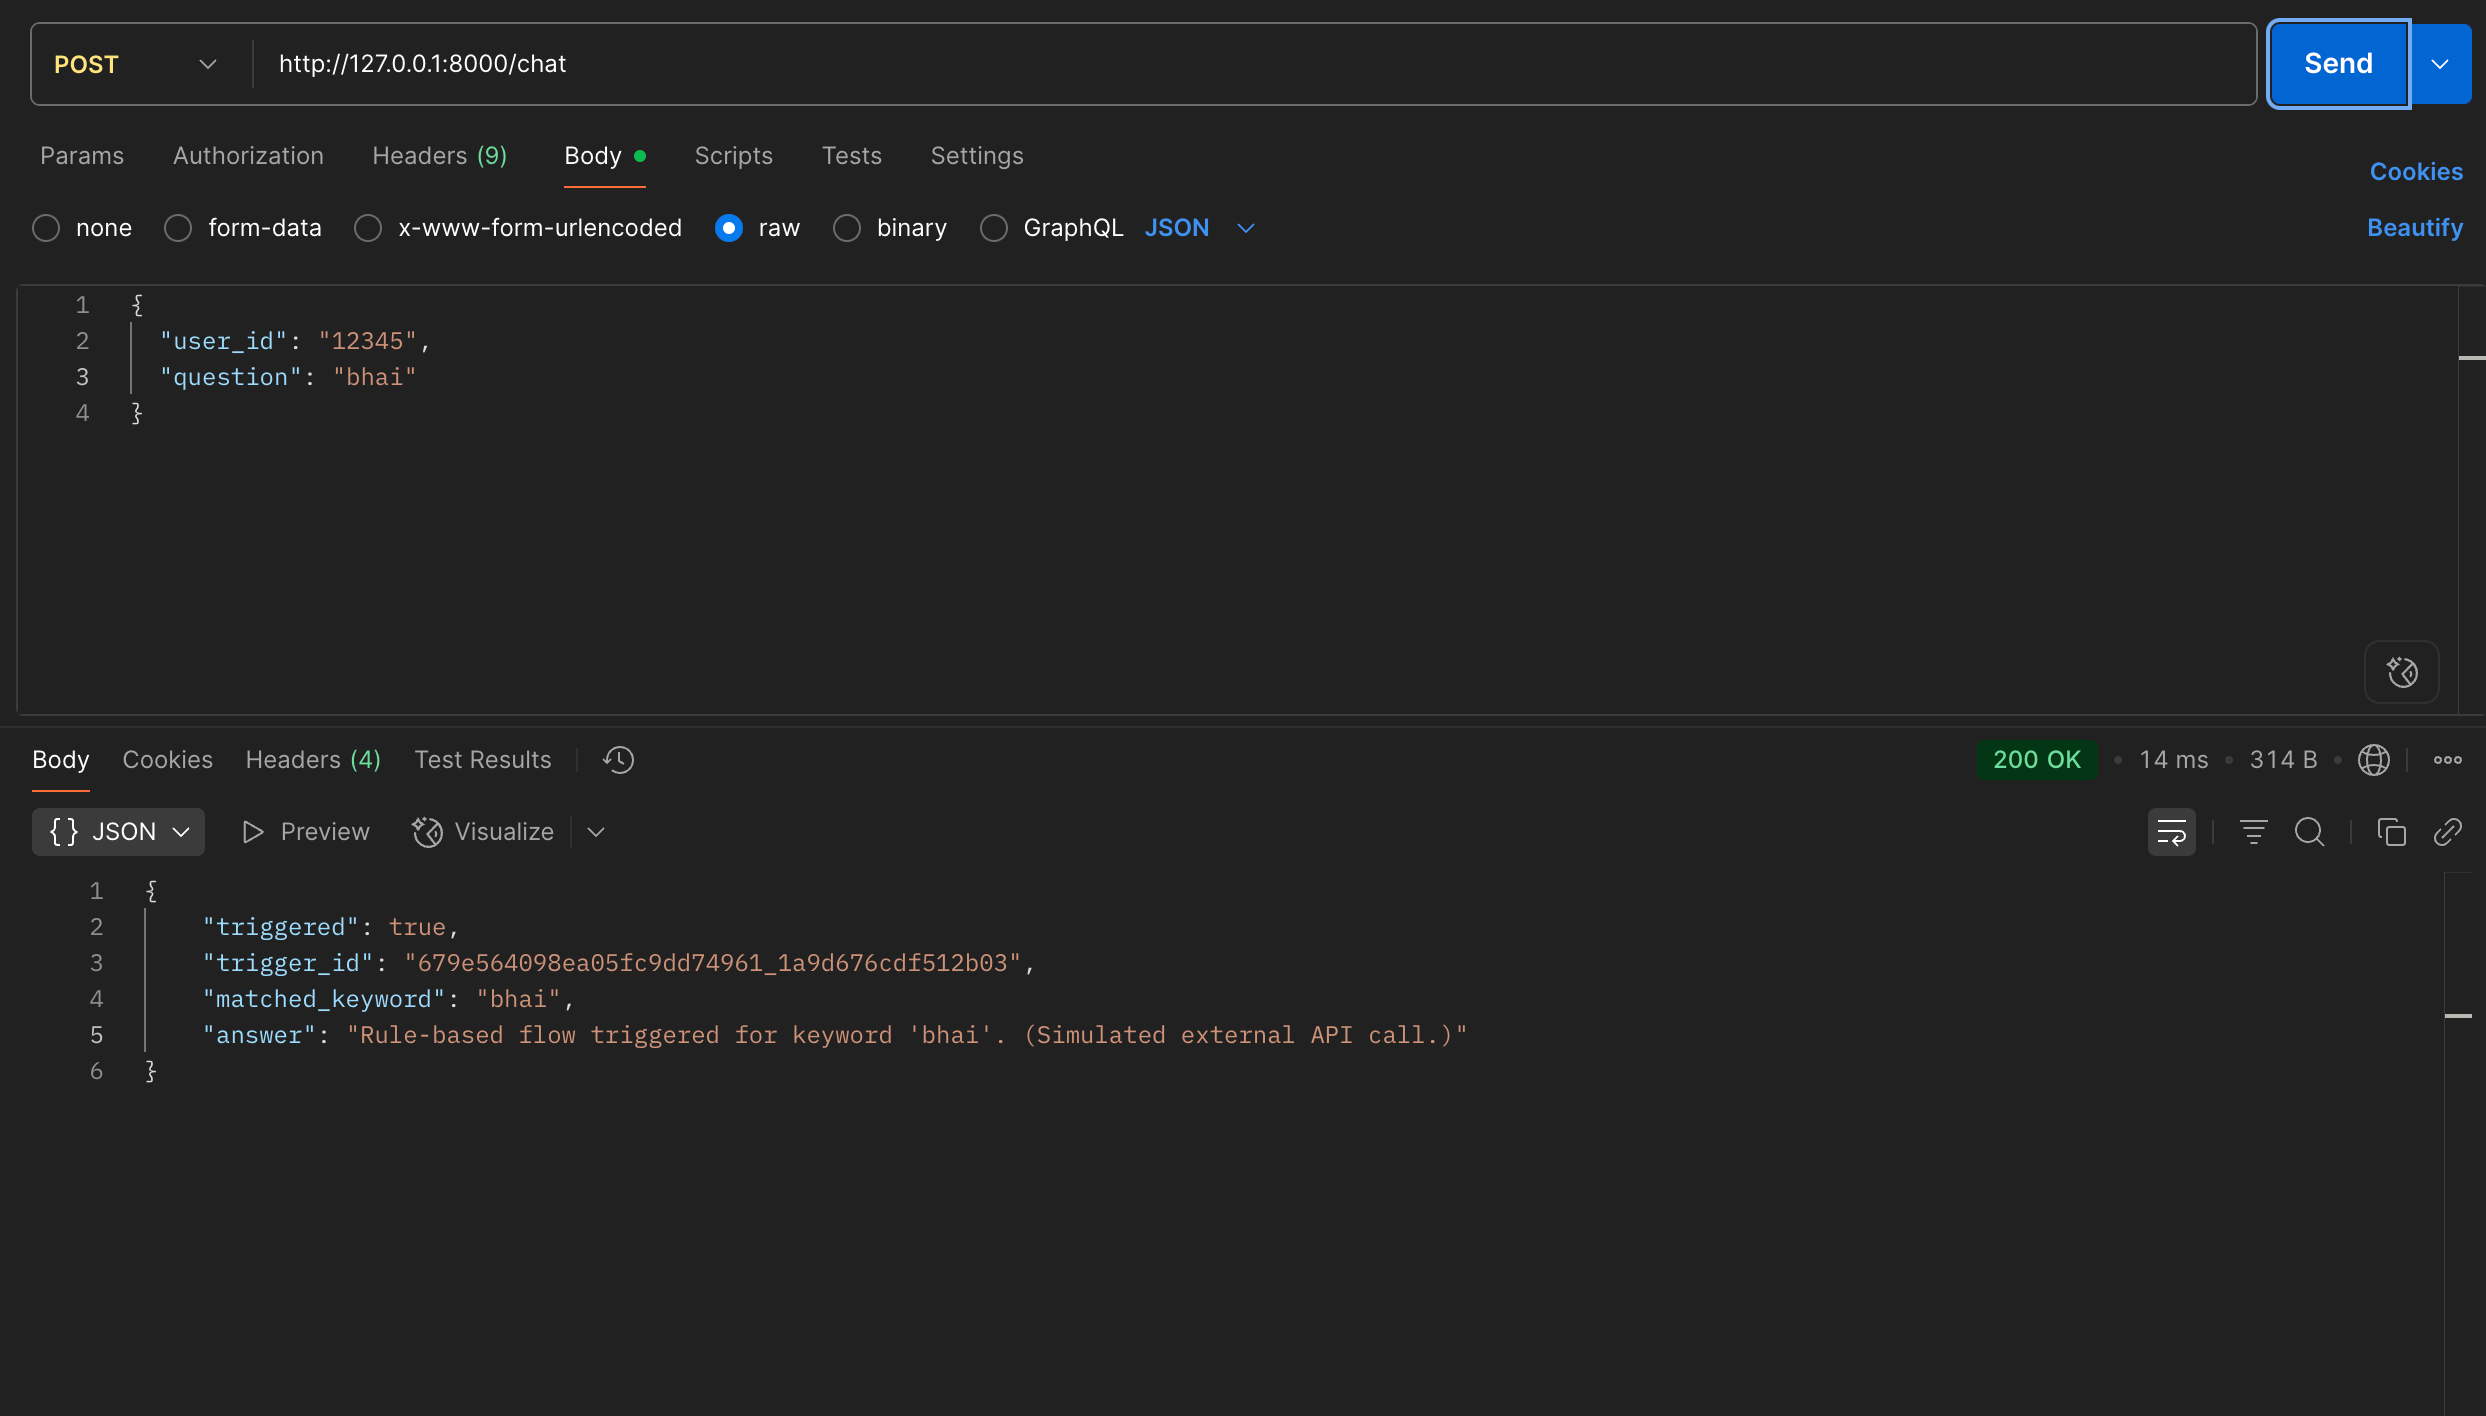 POST http://127.0.0.1:8000/chat Send
Params Authorization Headers (9) Body Scripts Tests Settings Cookies
none form-data x-www-form-urlencoded raw binary GraphQL JSON Beautify
1 {
2 "user_id": "12345",
3 "question": "bhai"
4 }
Body Cookies Headers (4) Test Results 200 OK • 14 ms • 314 B •
{} JSON Preview Visualize
1 {
2 "triggered": true,
3 "trigger_id": "679e564098ea05fc9dd74961_1a9d676cdf512b03",
4 "matched_keyword": "bhai",
5 "answer": "Rule-based flow triggered for keyword 'bhai'. (Simulated external API call.)"
6 }